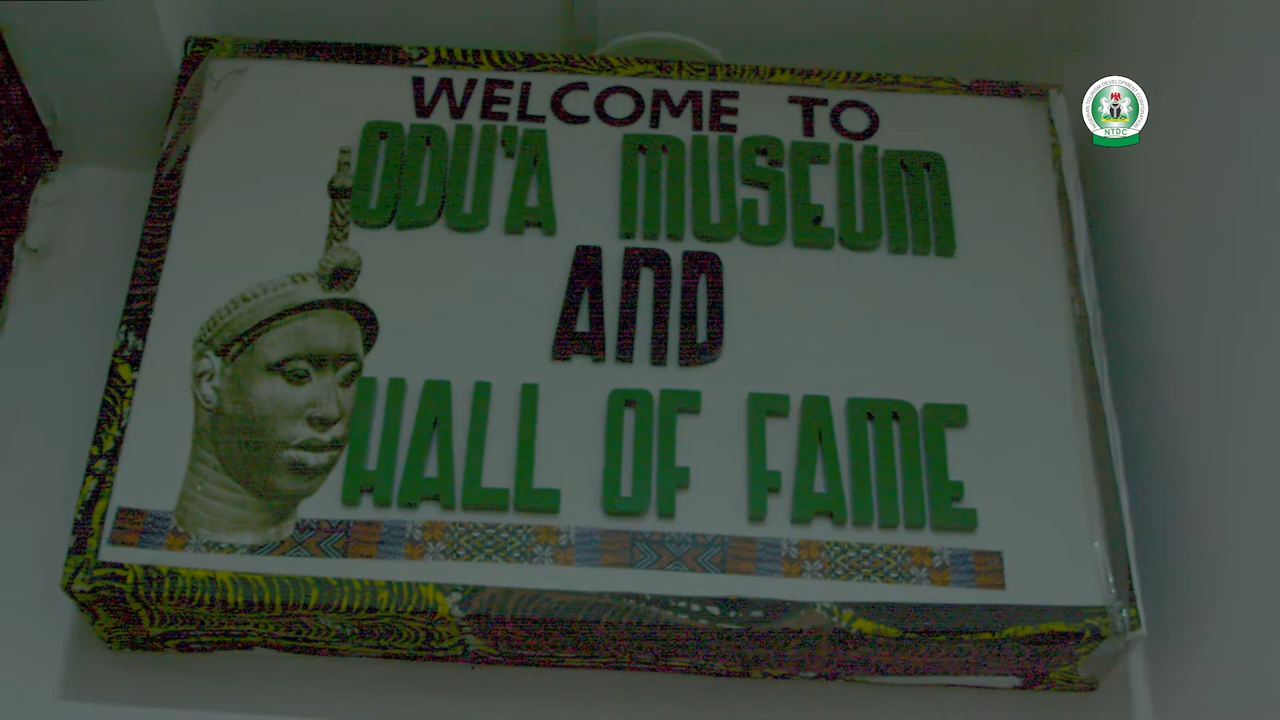 WELCOME TO
ODU'A MUSEUM
AND
HALL OF FAME
NTDC